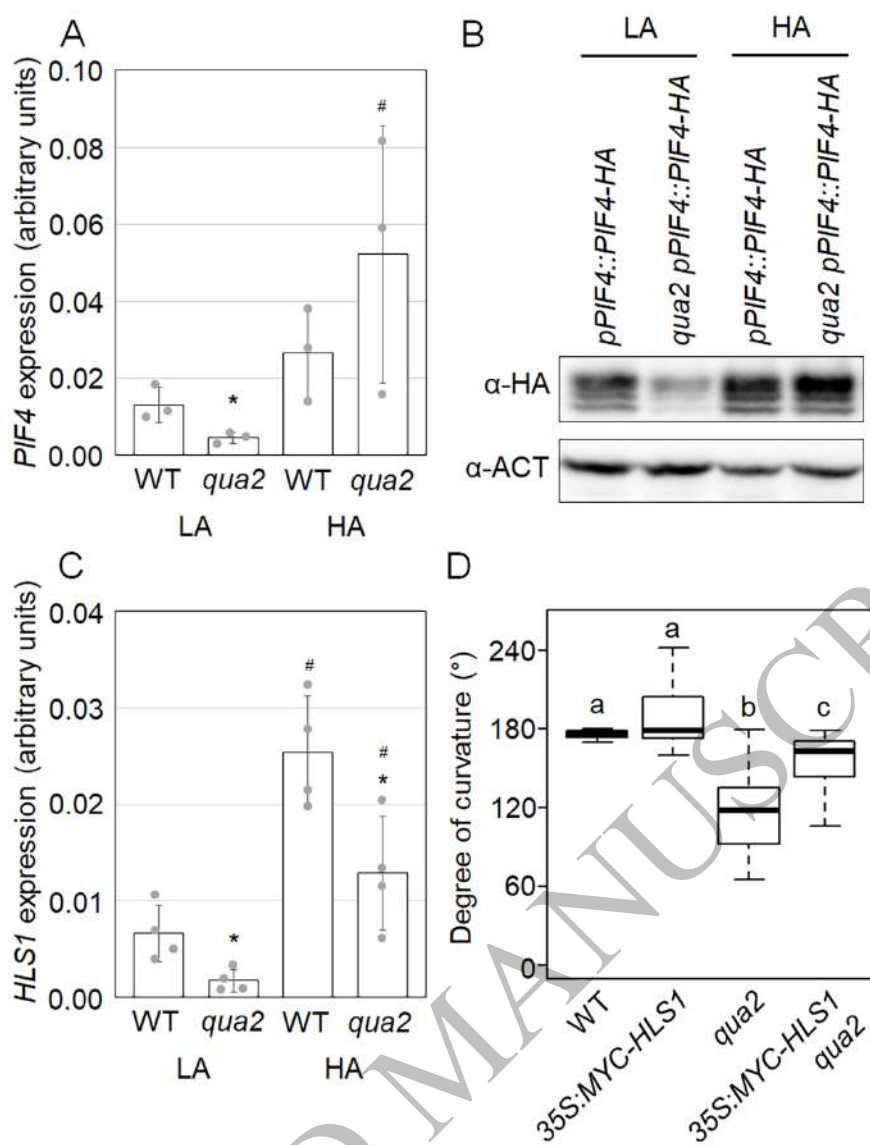 A
PIF4 expression (arbitrary units)
0.10
0.08
0.06
0.04
0.02
0.00
*
#
WT qua2 WT qua2
LA HA
B
LA HA
pPIF4::PIF4-HA
qua2 pPIF4::PIF4-HA
pPIF4::PIF4-HA
qua2 pPIF4::PIF4-HA
α-HA
α-ACT
C
HLS1 expression (arbitrary units)
0.04
0.03
0.02
0.01
0.00
*
#
#
*
WT qua2 WT qua2
LA HA
D
Degree of curvature (°)
240
180
120
60
0
a
a
b
c
WT
35S:MYC-HLS1
qua2
35S:MYC-HLS1
qua2
D MANUSCR